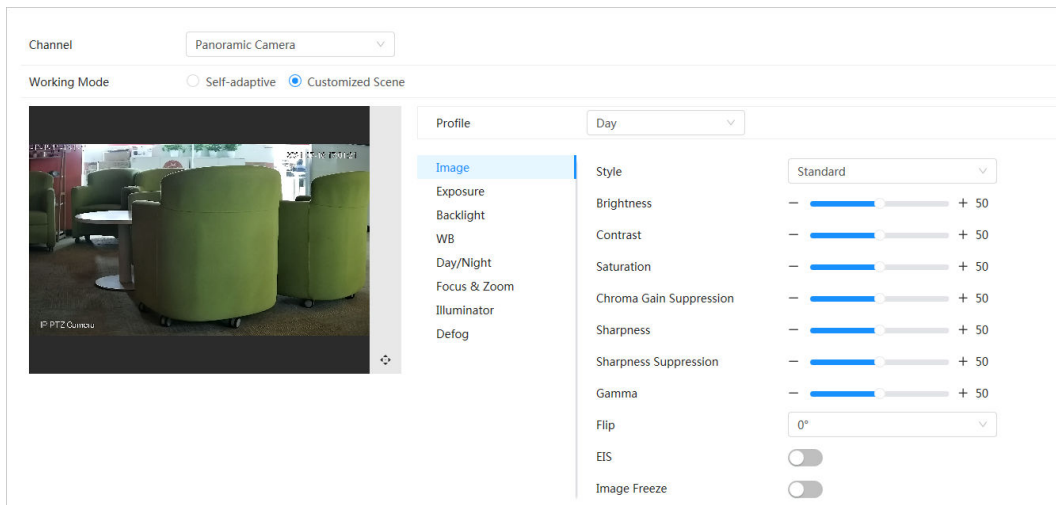 Channel Panoramic Camera
Working Mode Self-adaptive Customized Scene
Profile Day
Image
Exposure
Backlight
WB
Day/Night
Focus & Zoom
Illuminator
Defog
Style Standard
Brightness − + 50
Contrast − + 50
Saturation − + 50
Chroma Gain Suppression − + 50
Sharpness − + 50
Sharpness Suppression − + 50
Gamma − + 50
Flip 0°
EIS
Image Freeze
IP PTZ Camera